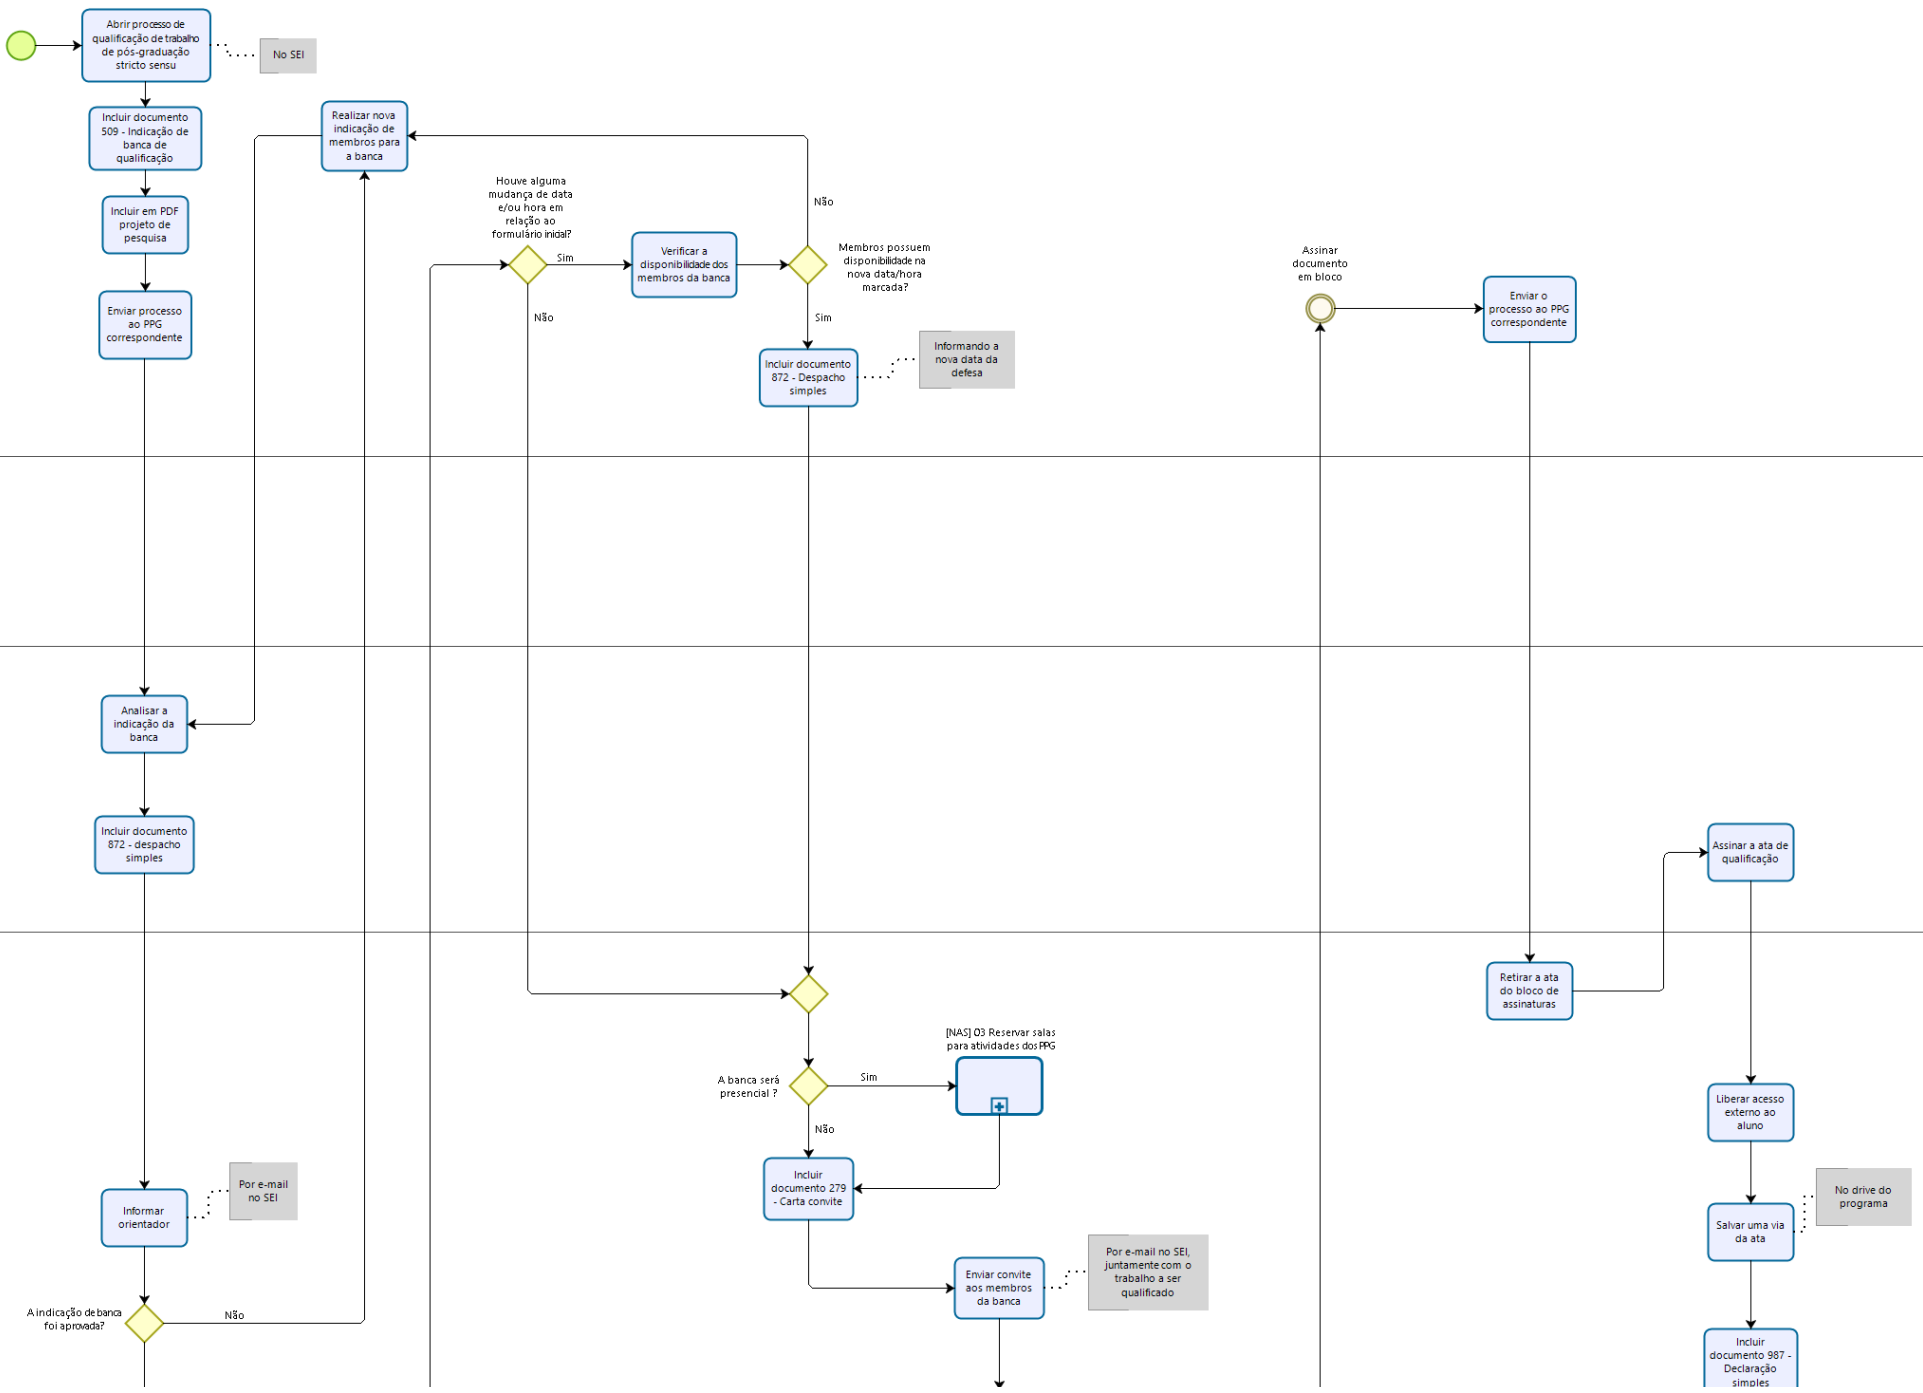 Abrir processo de
qualificação de trabalho
de pós-graduação
stricto sensu
No SEI
Incluir documento
509 - Indicação de
banca de
qualificação
Realizar nova
indicação de
membros para
a banca
Incluir em PDF
projeto de
pesquisa
Houve alguma
mudança de data
e/ou hora em
relação ao
formulário inicial?
Sim
Não
Verificar a
disponibilidade dos
membros da banca
Não
Membros possuem
disponibilidade na
nova data/hora
marcada?
Sim
Assinar
documento
em bloco
Enviar o
processo ao PPG
correspondente
Enviar processo
ao PPG
correspondente
Incluir documento
872 - Despacho
simples
Informando a
nova data da
defesa
Analisar a
indicação da
banca
Incluir documento
872 - despacho
simples
Assinar a ata de
qualificação
Retirar a ata
do bloco de
assinaturas
[NAS] 03 Reservar salas
para atividades dos PPG
A banca será
presencial ?
Sim
Não
Liberar acesso
externo ao
aluno
Incluir
documento 279
- Carta convite
Por e-mail
no SEI
Informar
orientador
No drive do
programa
Salvar uma via
da ata
Enviar convite
aos membros
da banca
Por e-mail no SEI,
juntamente com o
trabalho a ser
qualificado
A indicação de banca
foi aprovada?
Não
Incluir
documento 987 -
Declaração
simples